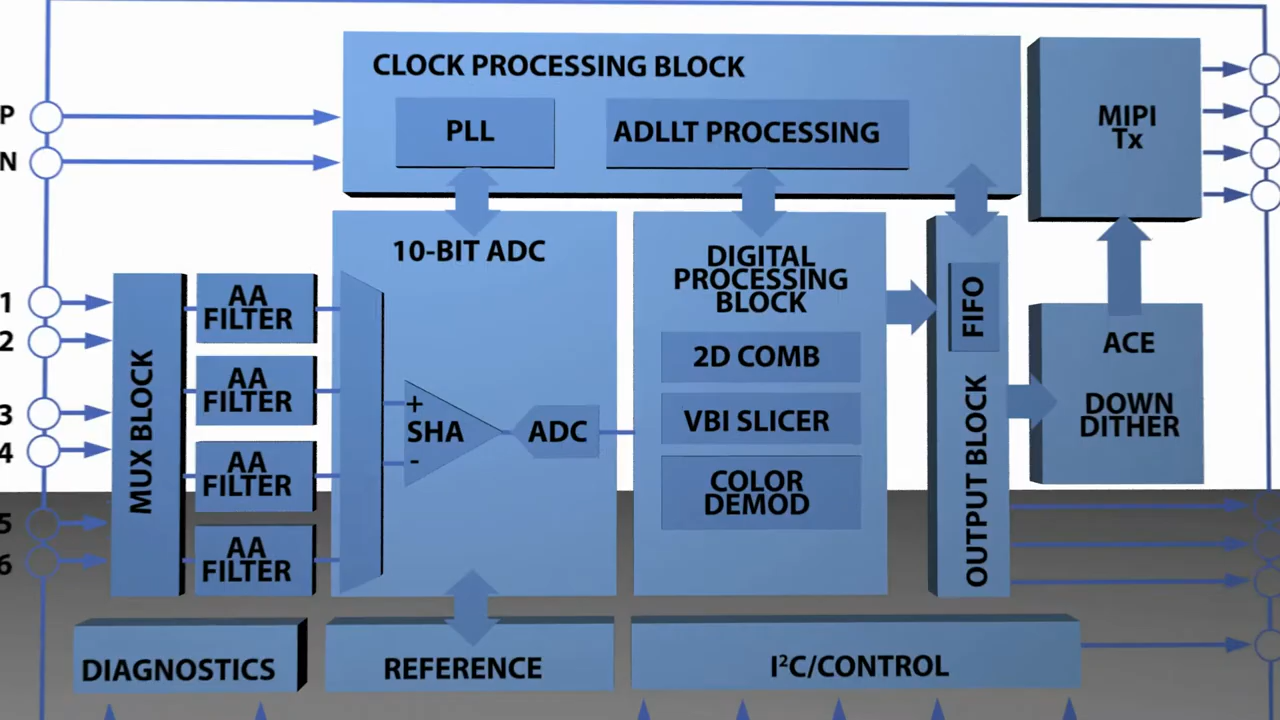 CLOCK PROCESSING BLOCK
PLL
ADLLT PROCESSING
MIPI
Tx
P
N
10-BIT ADC
DIGITAL
PROCESSING
BLOCK
2D COMB
VBI SLICER
COLOR
DEMOD
FIFO
OUTPUT BLOCK
ACE
DOWN
DITHER
1
2
3
4
5
6
MUX BLOCK
AA
FILTER
AA
FILTER
AA
FILTER
AA
FILTER
+
SHA
-
ADC
DIAGNOSTICS
REFERENCE
I²C/CONTROL